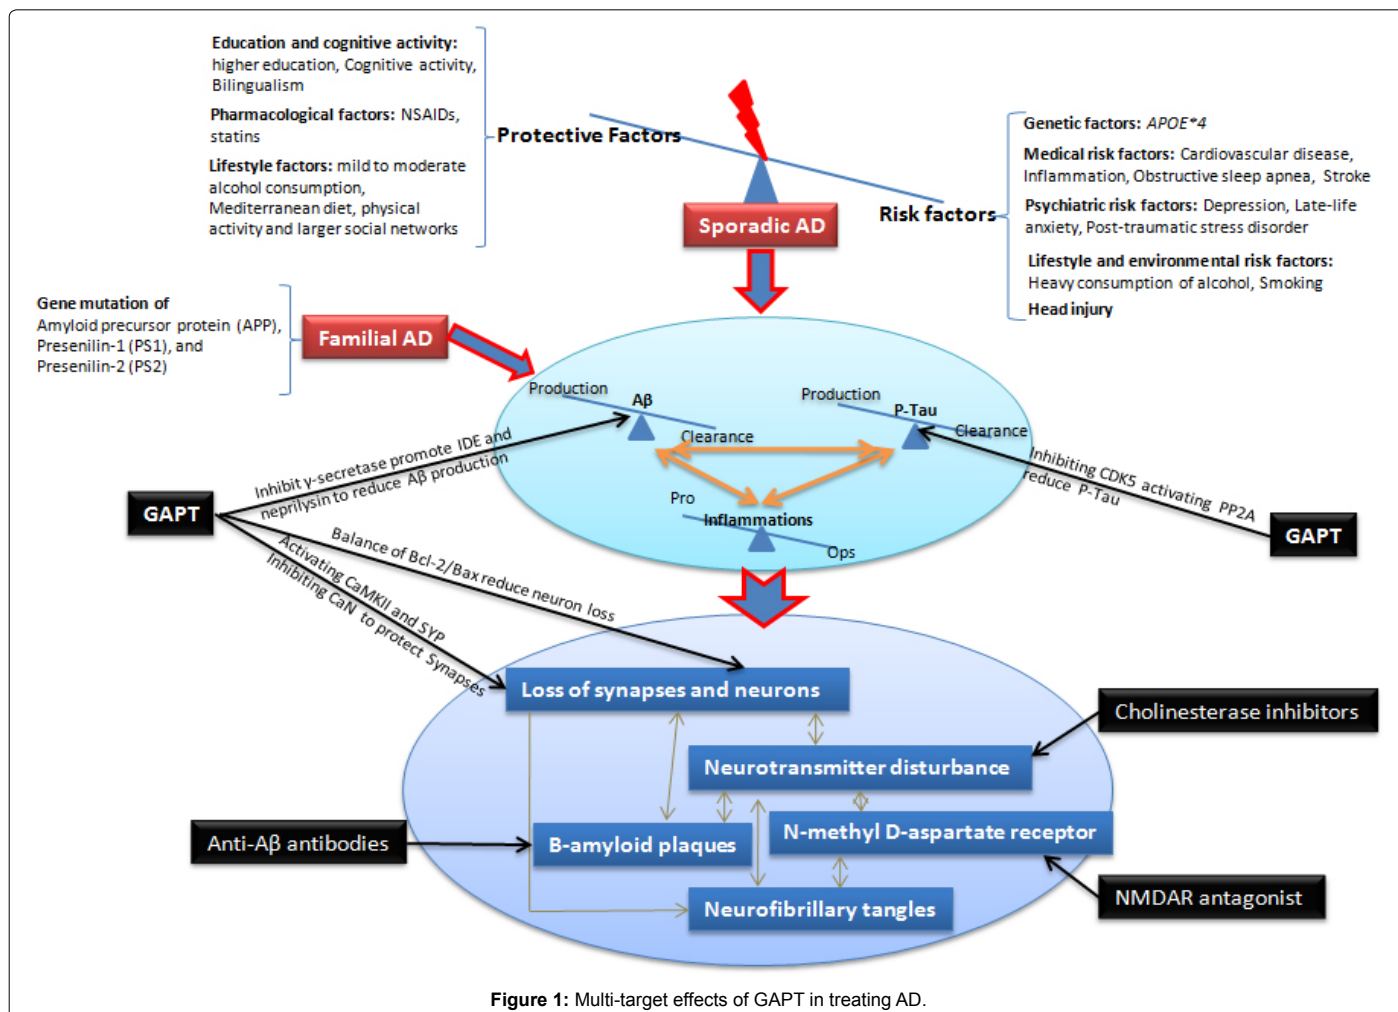 Education and cognitive activity:
higher education, Cognitive activity,
Bilingualism
Pharmacological factors: NSAIDs,
statins
Lifestyle factors: mild to moderate
alcohol consumption,
Mediterranean diet, physical
activity and larger social networks
Protective Factors
Sporadic AD
Risk factors
Genetic factors: APOE*4
Medical risk factors: Cardiovascular disease,
Inflammation, Obstructive sleep apnea, Stroke
Psychiatric risk factors: Depression, Late-life
anxiety, Post-traumatic stress disorder
Lifestyle and environmental risk factors:
Heavy consumption of alcohol, Smoking
Head injury
Gene mutation of
Amyloid precursor protein (APP),
Presenilin-1 (PS1), and
Presenilin-2 (PS2)
Familial AD
Production
Aβ
Clearance
Production
P-Tau
Clearance
Pro
Inflammations
Ops
GAPT
Inhibit γ-secretase promote IDE and
neprilysin to reduce Aβ production
Balance of Bcl-2/Bax reduce neuron loss
Activating CaMKII and SYP
Inhibiting CaN to protect Synapses
Inhibiting CDK5 activating PP2A
reduce P-Tau
GAPT
Loss of synapses and neurons
Cholinesterase inhibitors
Neurotransmitter disturbance
N-methyl D-aspartate receptor
Anti-Aβ antibodies
B-amyloid plaques
NMDAR antagonist
Neurofibrillary tangles
Figure 1: Multi-target effects of GAPT in treating AD.